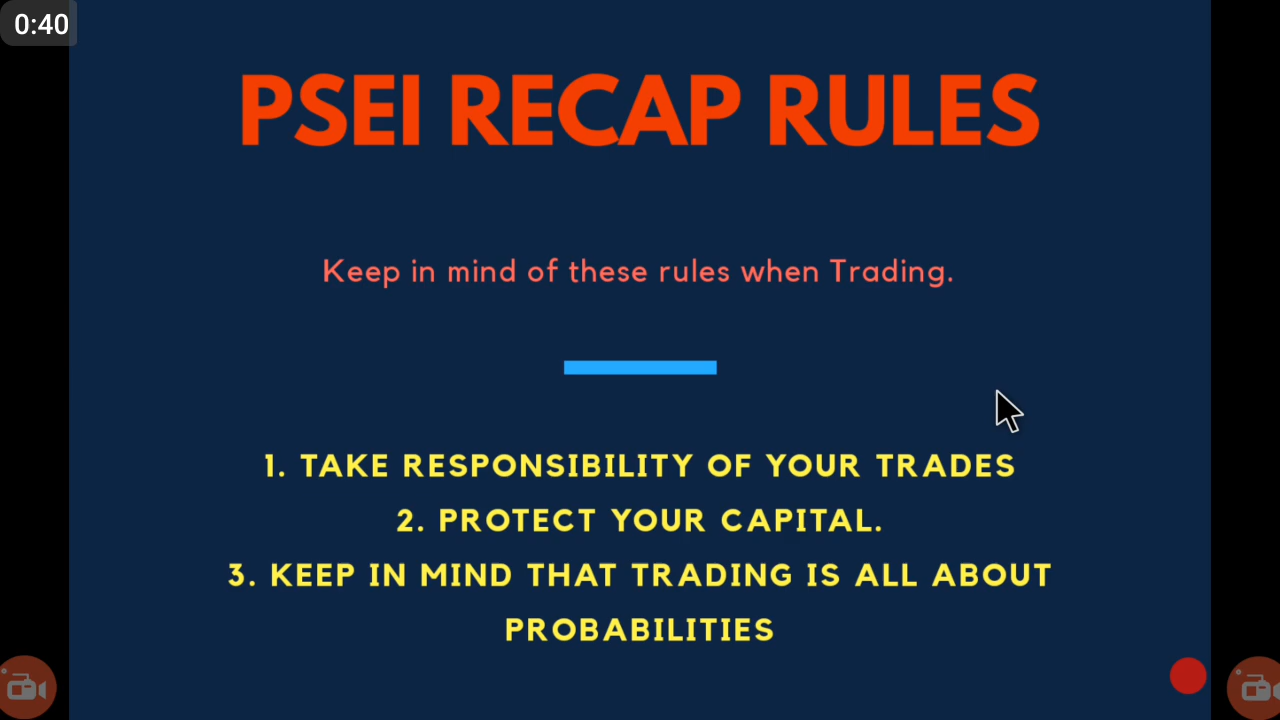 0:40
PSEI RECAP RULES
Keep in mind of these rules when Trading.
1. TAKE RESPONSIBILITY OF YOUR TRADES
2. PROTECT YOUR CAPITAL.
3. KEEP IN MIND THAT TRADING IS ALL ABOUT
PROBABILITIES